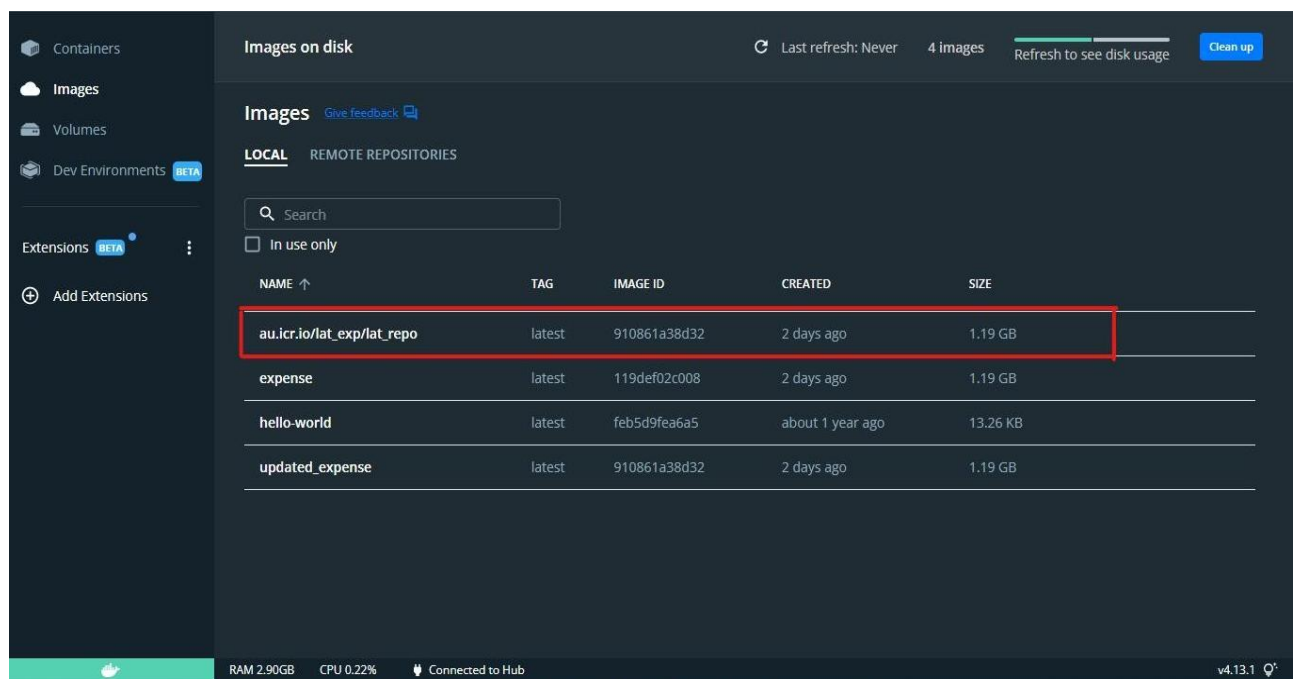 Containers
Images
Volumes
Dev Environments BETA
Extensions BETA
Add Extensions
Images on disk
Last refresh: Never
4 images
Refresh to see disk usage
Clean up
Images Give feedback
LOCAL REMOTE REPOSITORIES
Search
In use only
NAME TAG IMAGE ID CREATED SIZE
au.icr.io/lat_exp/lat_repo latest 910861a38d32 2 days ago 1.19 GB
expense latest 119def02c008 2 days ago 1.19 GB
hello-world latest feb5d9fea6a5 about 1 year ago 13.26 KB
updated_expense latest 910861a38d32 2 days ago 1.19 GB
RAM 2.90GB CPU 0.22% Connected to Hub v4.13.1